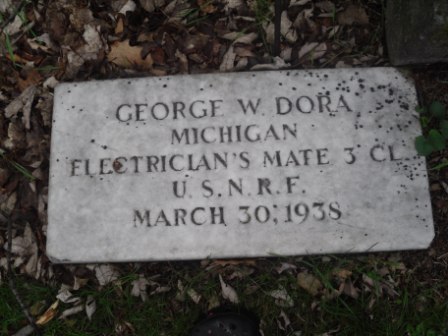 GEORGE W DORA
MICHIGAN
ELECTRICIAN'S MATE 3 CL.
U.S.N.R.F.
MARCH 30, 1938